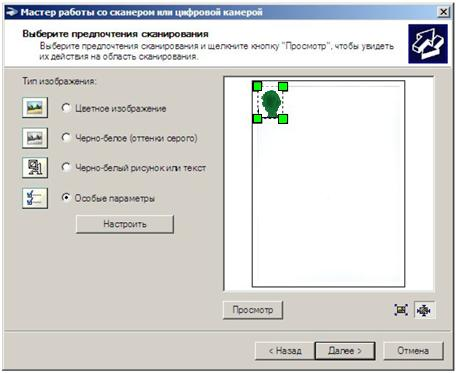 Мастер работы со сканером или цифровой камерой
Выберите предпочтения сканирования
Выберите предпочтения сканирования и щелкните кнопку "Просмотр", чтобы увидеть
их действия на область сканирования.
Тип изображения:
Цветное изображение
Черно-белое (оттенки серого)
Черно-белый рисунок или текст
Особые параметры
Настроить
Просмотр
< Назад
Далее >
Отмена